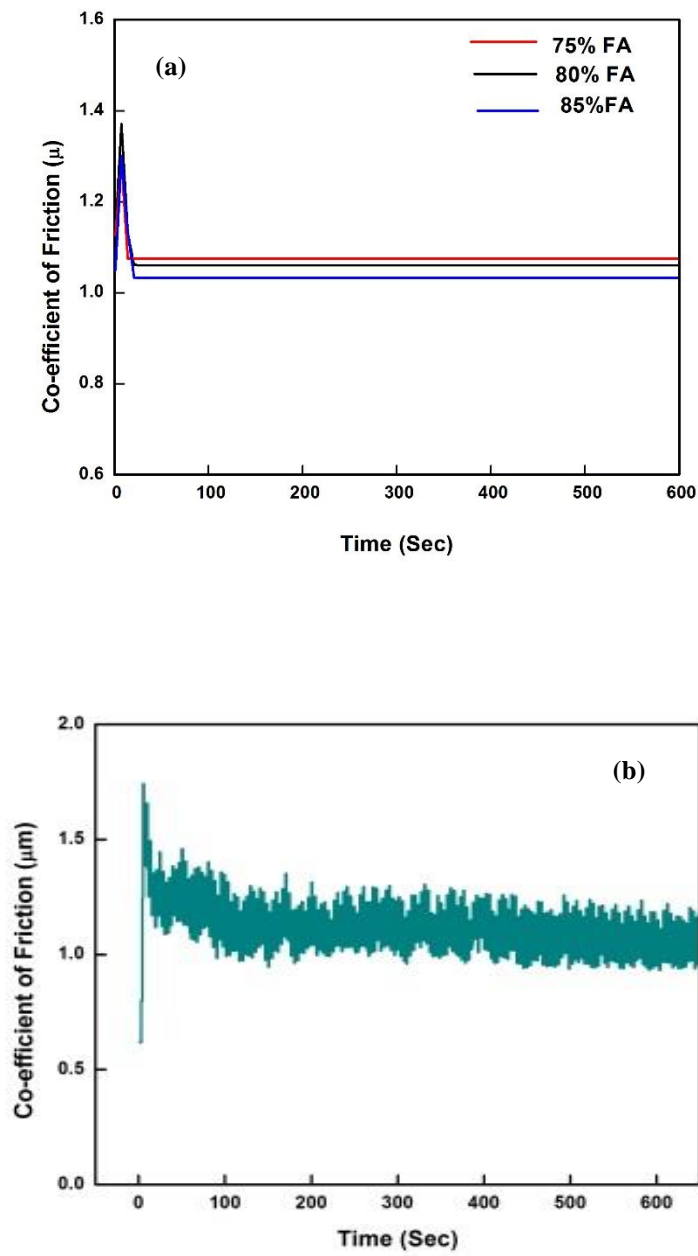 1.6
(a)
75% FA
80% FA
85%FA
1.4
1.2
1.0
0.8
0.6
Co-efficient of Friction (μ)
0 100 200 300 400 500 600
Time (Sec)
2.0
(b)
1.5
1.0
0.5
0.0
Co-efficient of Friction (μm)
0 100 200 300 400 500 600
Time (Sec)